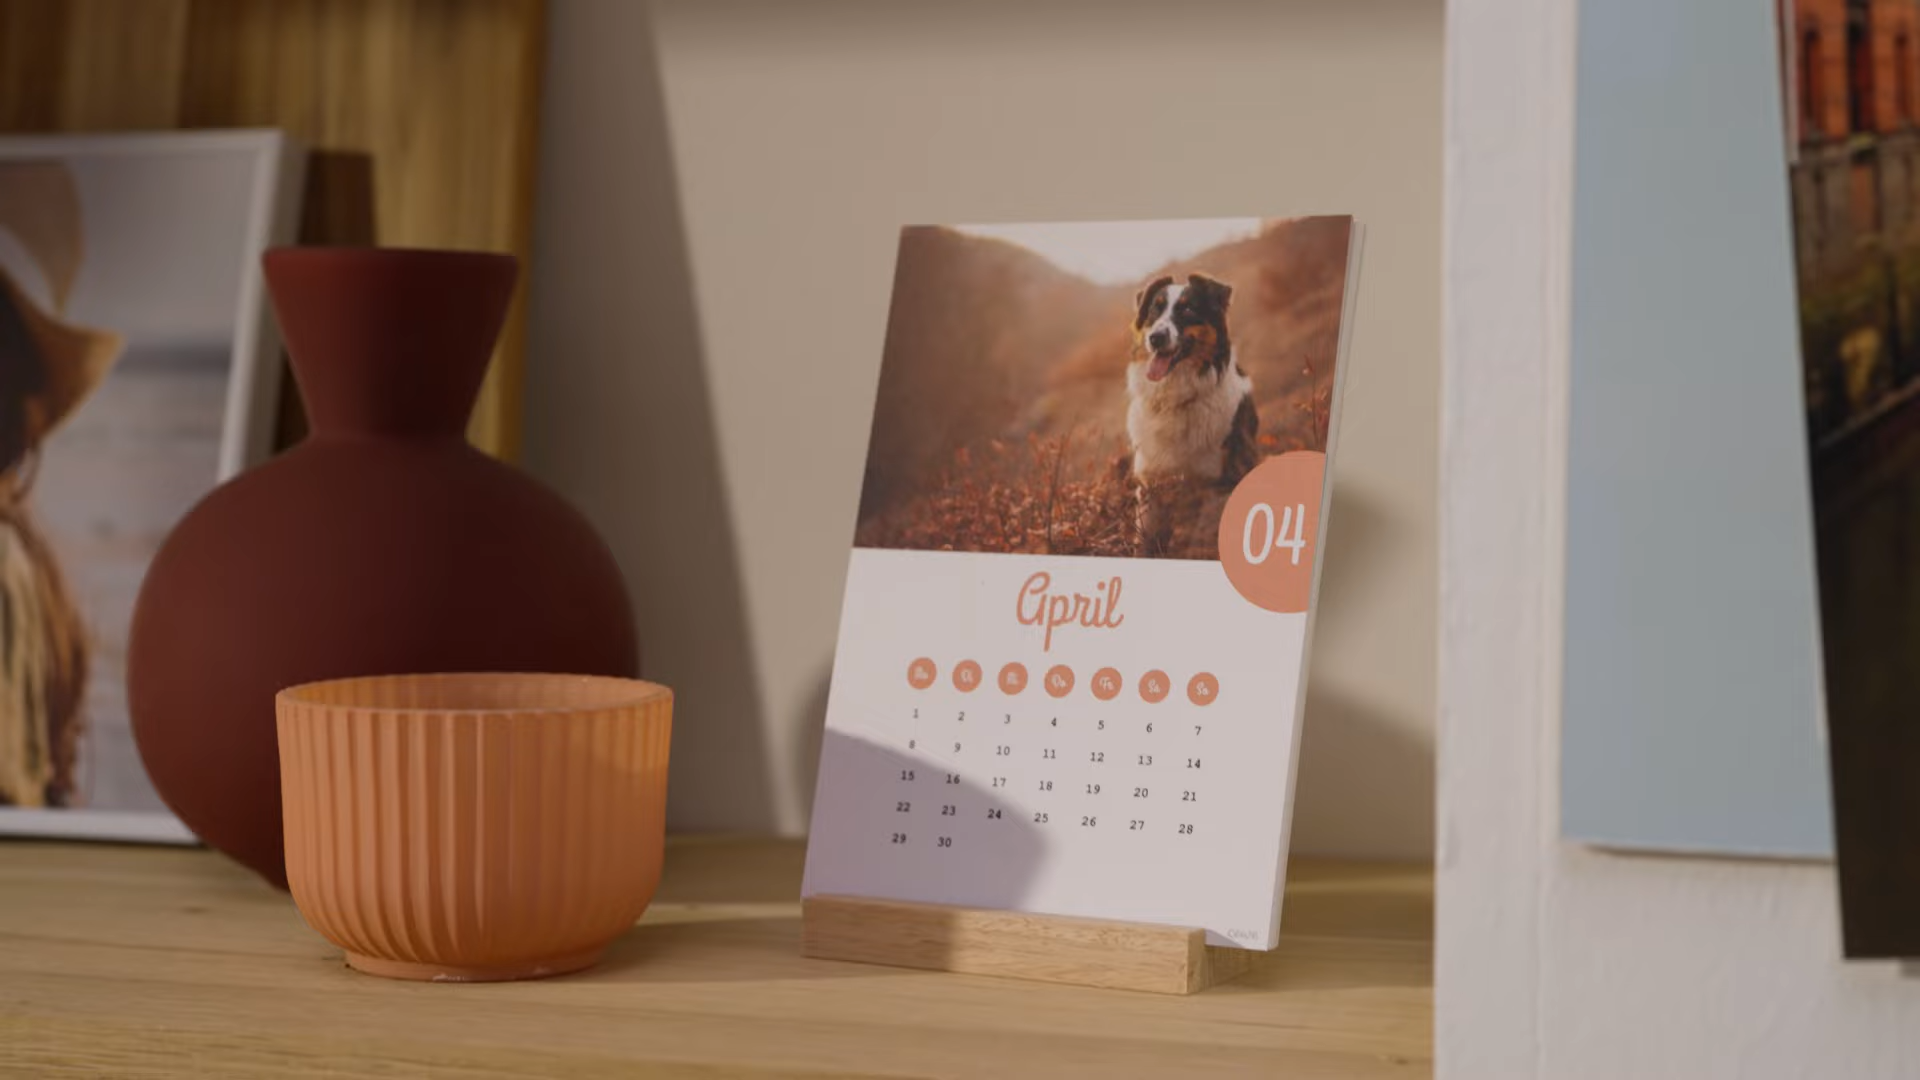 04
April
Mo Di Mi Do Fr Sa So
1 2 3 4 5 6 7
8 9 10 11 12 13 14
15 16 17 18 19 20 21
22 23 24 25 26 27 28
29 30